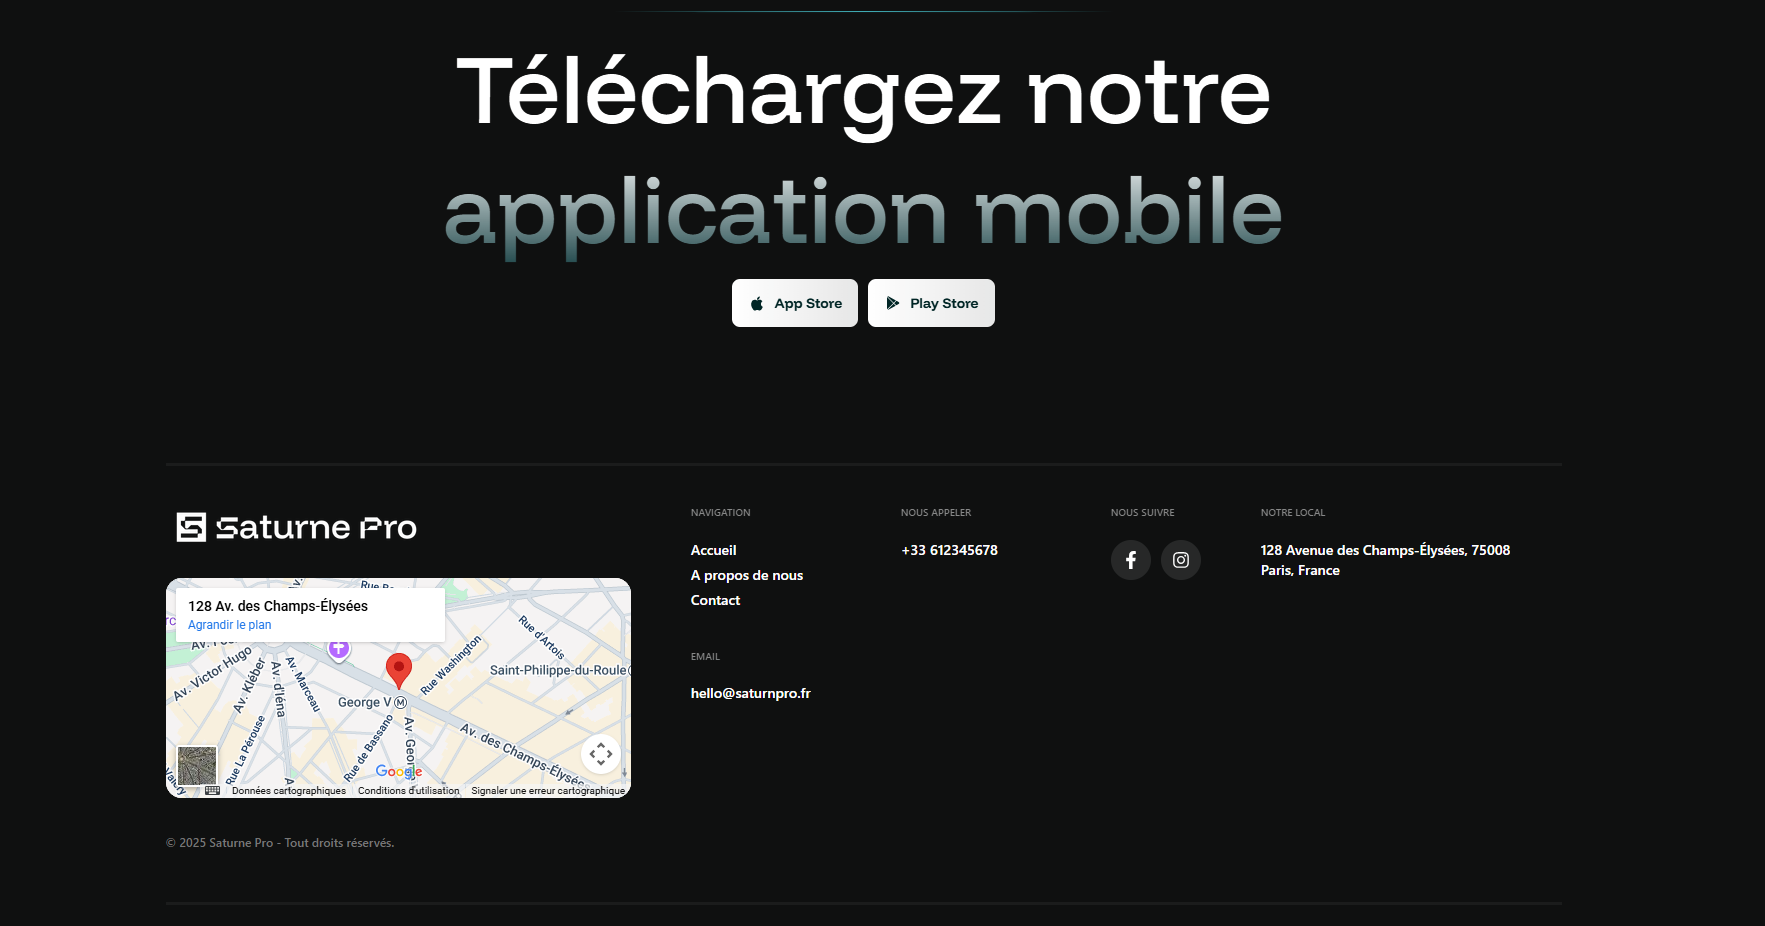 Téléchargez notre
application mobile
App Store
Play Store
Saturne Pro
NAVIGATION
Accueil
A propos de nous
Contact
NOUS APPELER
+33 612345678
NOUS SUIVRE
NOTRE LOCAL
128 Avenue des Champs-Élysées, 75008
Paris, France
EMAIL
hello@saturnpro.fr
128 Av. des Champs-Élysées
Agrandir le plan
Av. Victor Hugo
Av. Kléber
Av. d'Iéna
Av. Marceau
Rue Washington
Rue d'Artois
Saint-Philippe-du-Roule
George V
M
Rue La Pérouse
Rue de Bassano
Av. George
Av. des Champs-Élysées
Google
Données cartographiques
Conditions d'utilisation
Signaler une erreur cartographique
© 2025 Saturne Pro - Tout droits réservés.